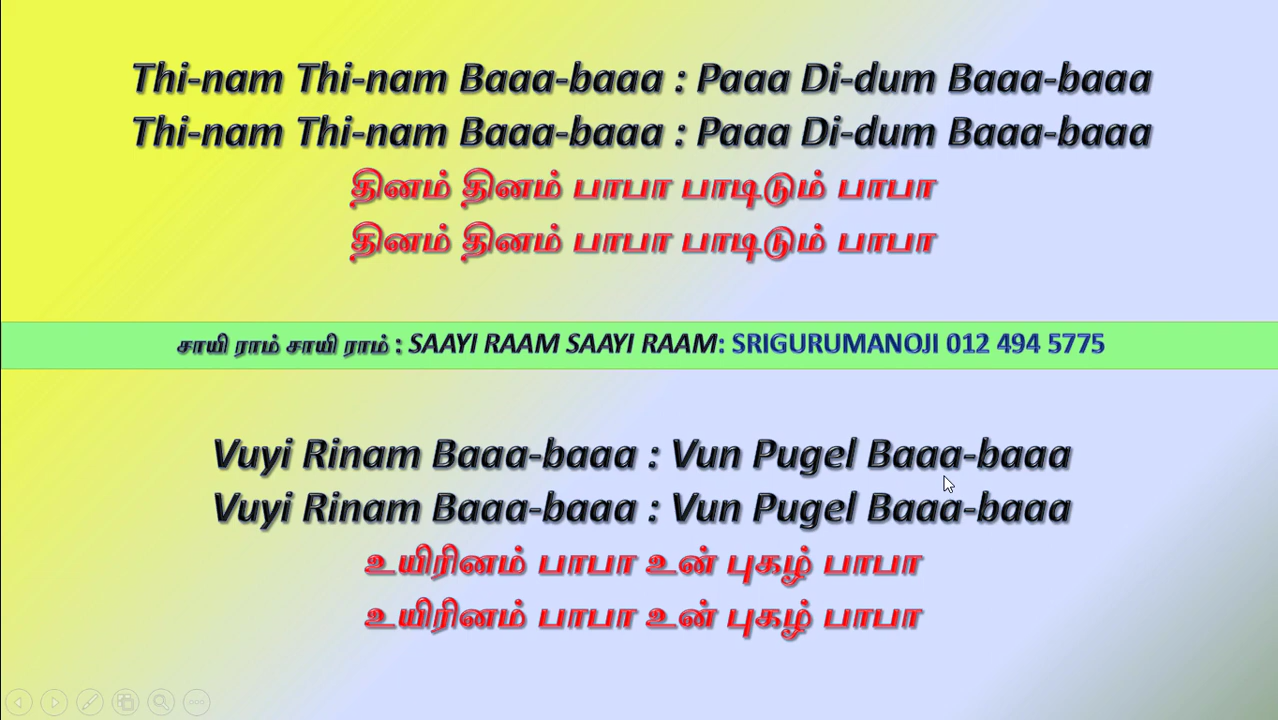 Thi-nam Thi-nam Baaa-baaa : Paaa Di-dum Baaa-baaa
Thi-nam Thi-nam Baaa-baaa : Paaa Di-dum Baaa-baaa
தினம் தினம் பாபா பாடிடும் பாபா
தினம் தினம் பாபா பாடிடும் பாபா
சாயி ராம் சாயி ராம் : SAAYI RAAM SAAYI RAAM: SRIGURUMANOJI 012 494 5775
Vuyi Rinam Baaa-baaa : Vun Pugel Baaa-baaa
Vuyi Rinam Baaa-baaa : Vun Pugel Baaa-baaa
உயிரினம் பாபா உன் புகழ் பாபா
உயிரினம் பாபா உன் புகழ் பாபா